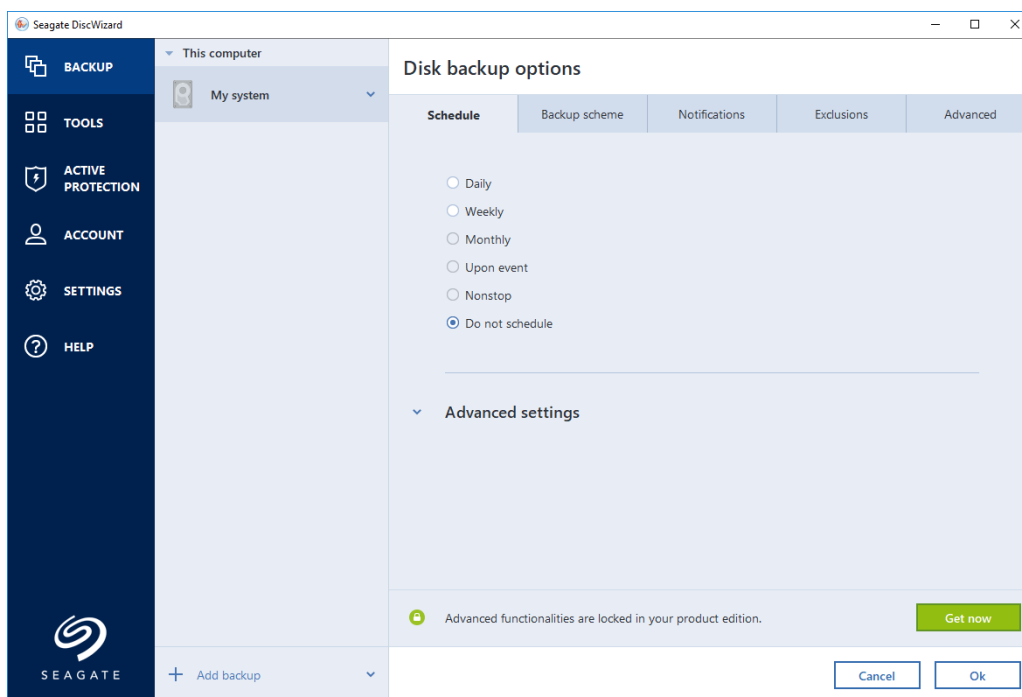 Seagate DiscWizard
BACKUP
TOOLS
ACTIVE
PROTECTION
ACCOUNT
SETTINGS
HELP
SEAGATE
This computer
My system
Add backup
Disk backup options
Schedule
Backup scheme
Notifications
Exclusions
Advanced
Daily
Weekly
Monthly
Upon event
Nonstop
Do not schedule
Advanced settings
Advanced functionalities are locked in your product edition.
Get now
Cancel
Ok